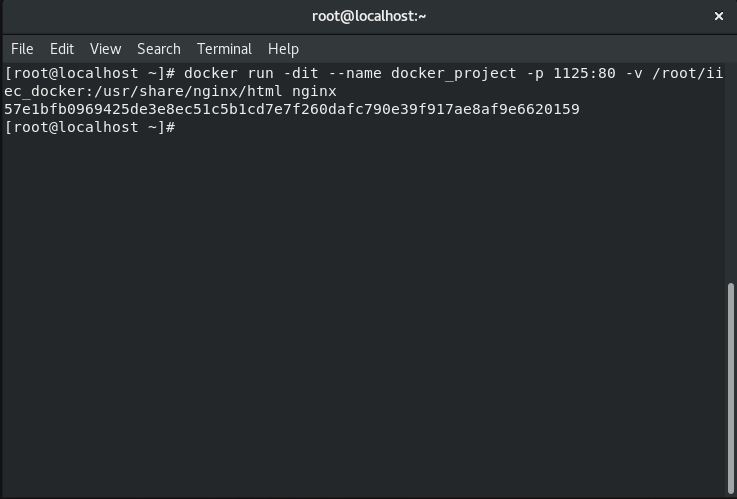 root@localhost:~
File Edit View Search Terminal Help
[root@localhost ~]# docker run -dit --name docker_project -p 1125:80 -v /root/ii
ec_docker:/usr/share/nginx/html nginx
57e1bfb0969425de3e8ec51c5b1cd7e7f260dafc790e39f917ae8af9e6620159
[root@localhost ~]#